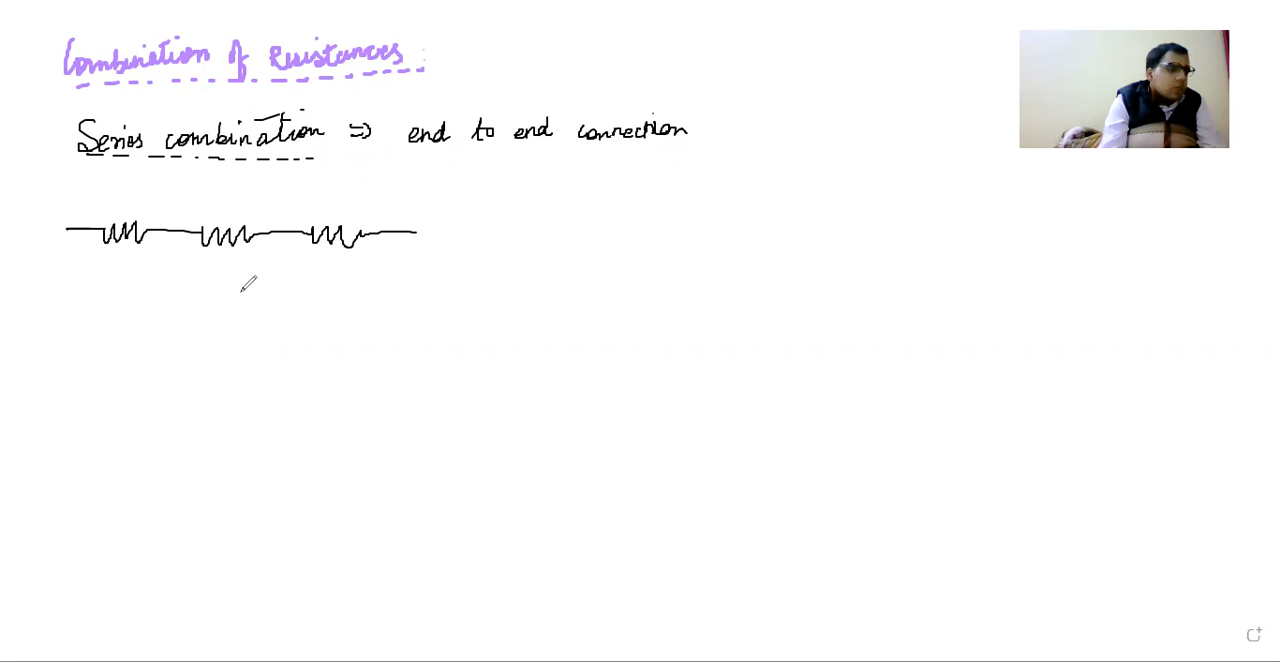 Combination of Resistances
Series combination => end to end connection